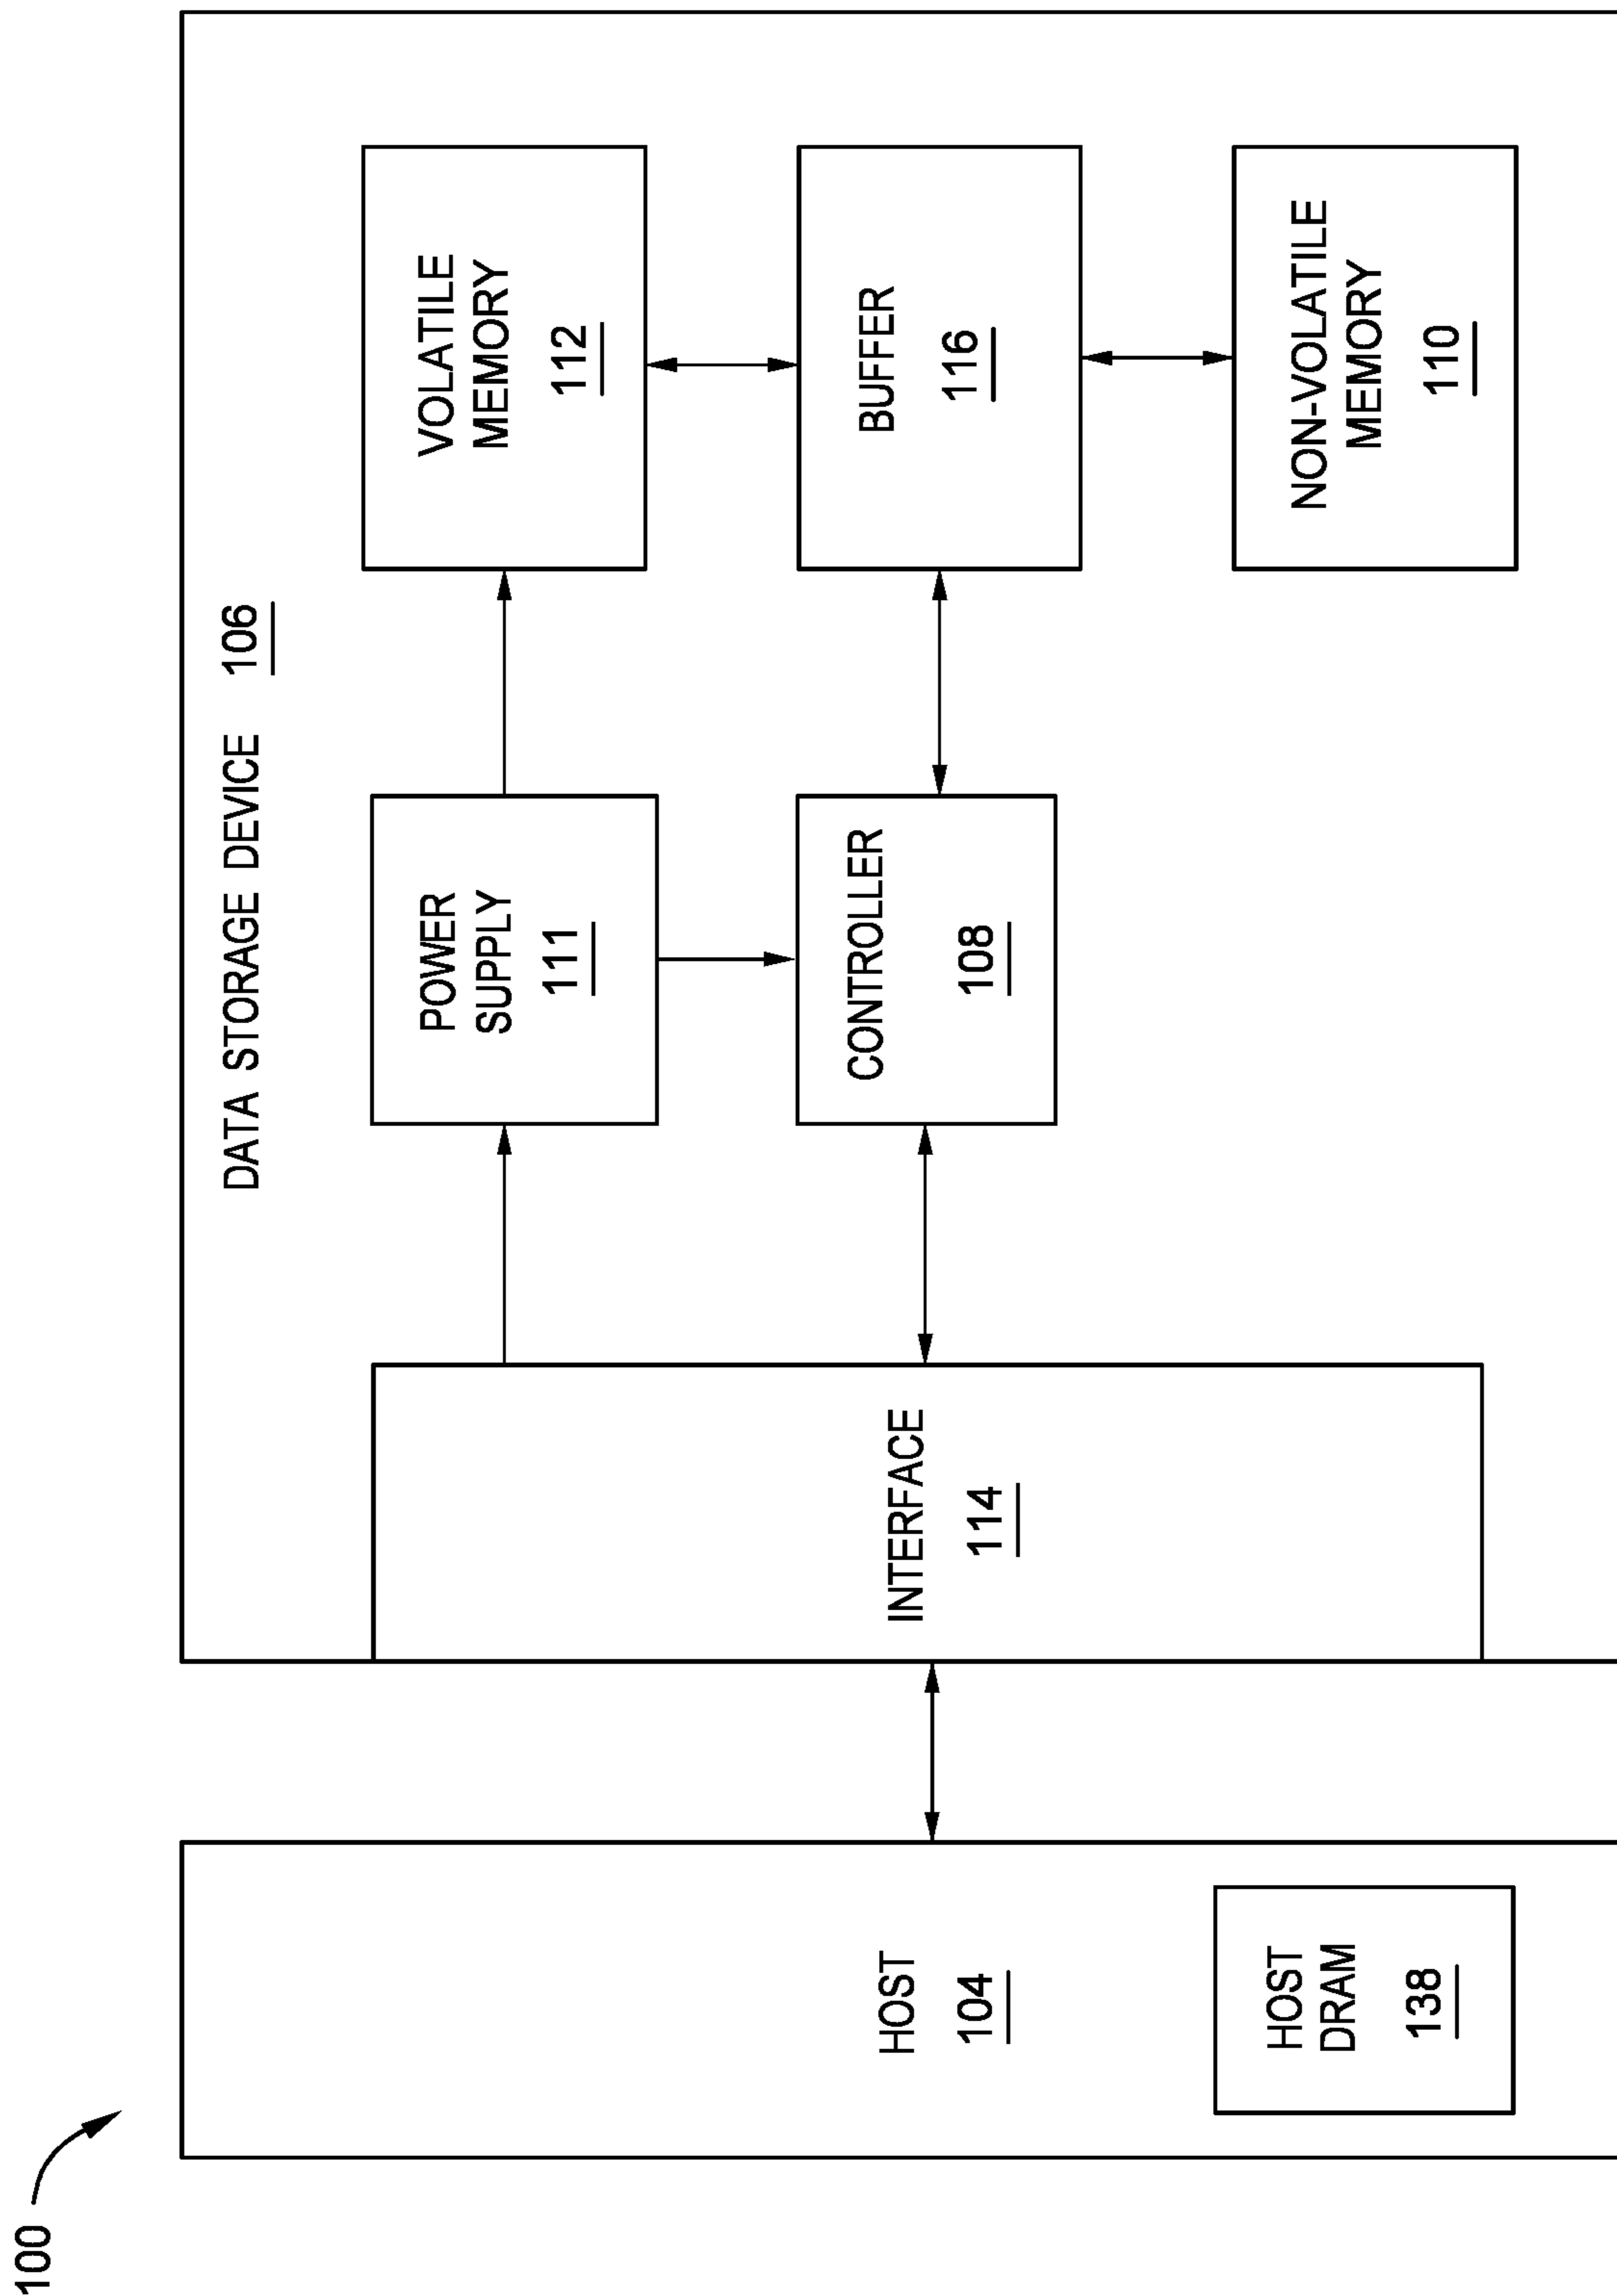 100
DATA STORAGE DEVICE 106
HOST
104
HOST
DRAM
138
INTERFACE
114
POWER
SUPPLY
111
CONTROLLER
108
VOLATILE
MEMORY
112
BUFFER
116
NON-VOLATILE
MEMORY
110